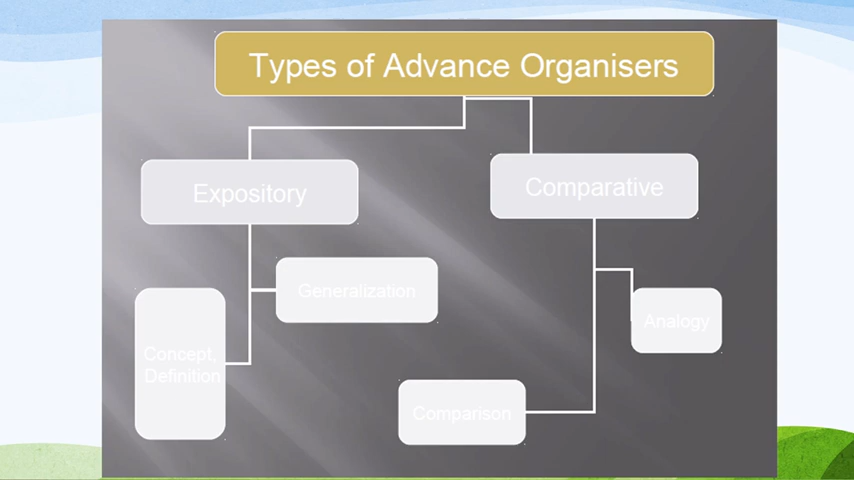 Types of Advance Organisers
Expository
Comparative
Generalization
Analogy
Concept,
Definition
Comparison